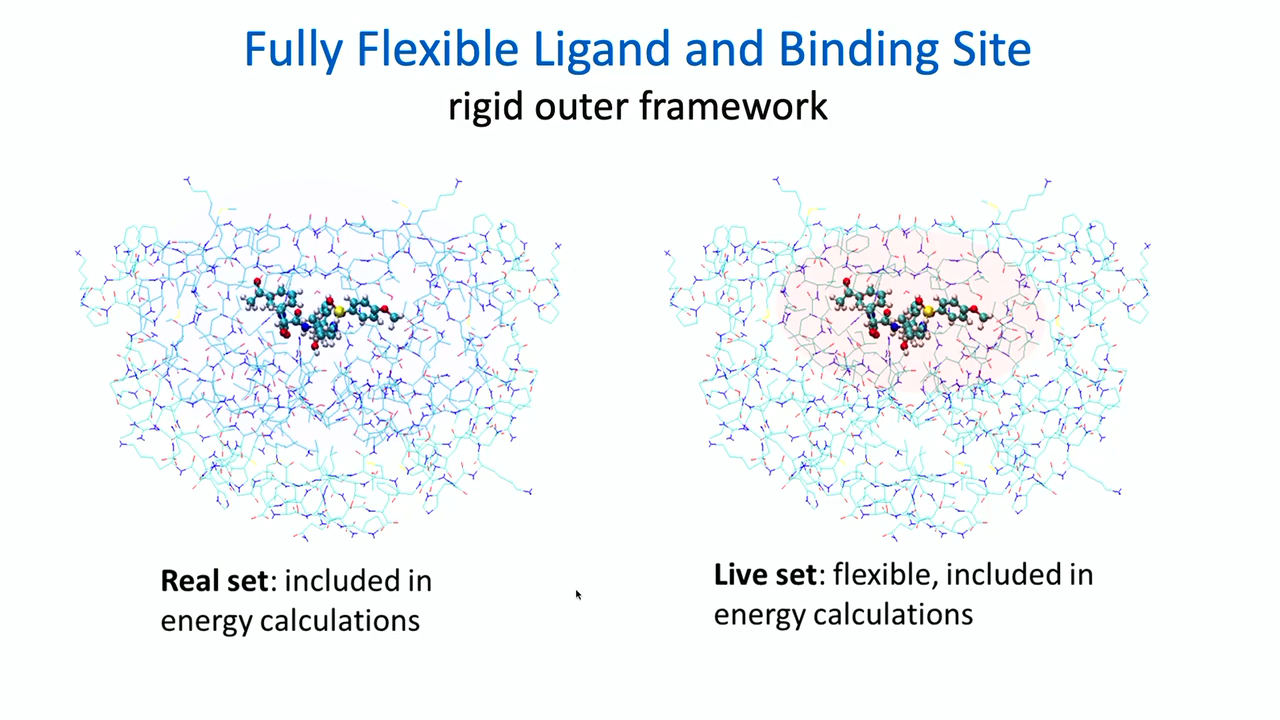 Fully Flexible Ligand and Binding Site
rigid outer framework
Real set: included in
energy calculations
Live set: flexible, included in
energy calculations